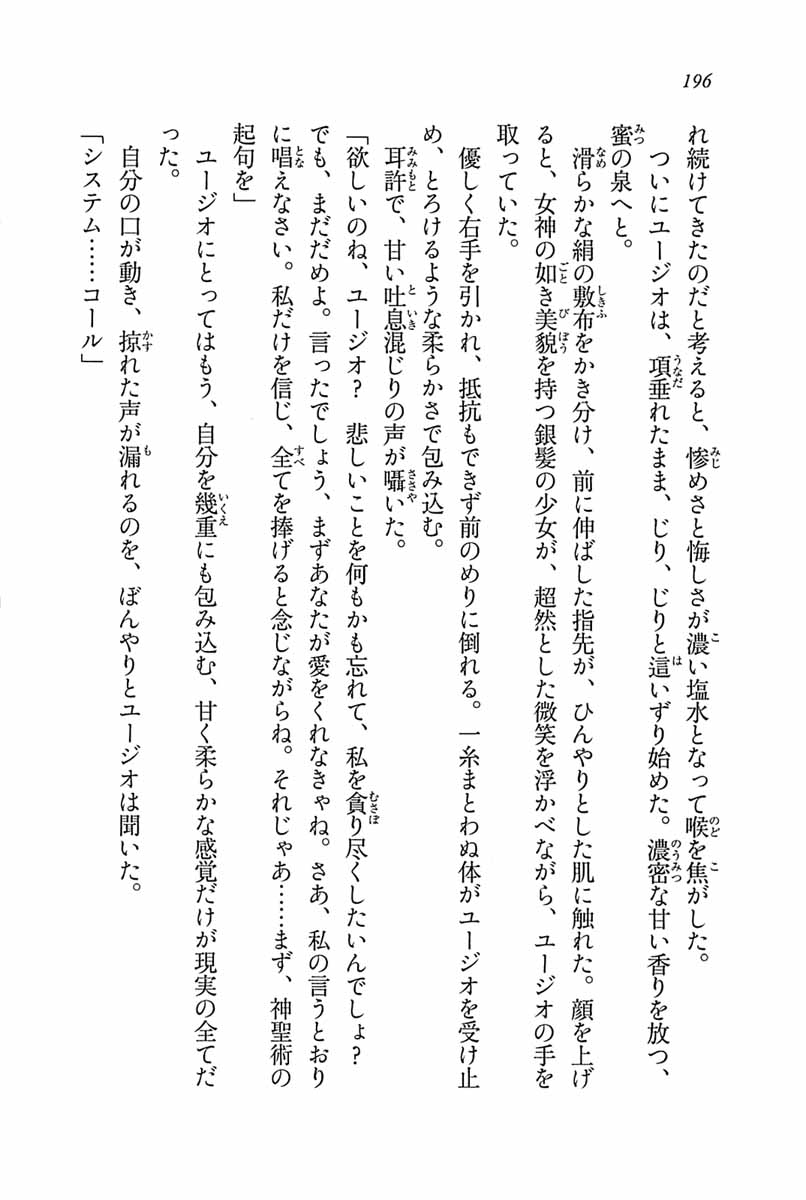 196
れ続けてきたのだと考えると、惨めさと悔しさが濃い塩水となって喉を焦がした。
ついにユージオは、項垂れたまま、じり、じりと這いずり始めた。濃密な甘い香りを放つ、
蜜の泉へと。
滑らかな絹の敷布をかき分け、前に伸ばした指先が、ひんやりとした肌に触れた。顔を上げ
ると、女神の如き美貌を持つ銀髪の少女が、超然とした微笑を浮かべながら、ユージオの手を
取っていた。
優しく右手を引かれ、抵抗もできず前のめりに倒れる。一糸まとわぬ体がユージオを受け止
め、とろけるような柔らかさで包み込む。
耳許で、甘い吐息混じりの声が囁いた。
「欲しいのね、ユージオ？　悲しいことを何もかも忘れて、私を貪り尽くしたいんでしょ？
でも、まだだめよ。言ったでしょう、まずあなたが愛をくれなきゃね。さあ、私の言うとおり
に唱えなさい。私だけを信じ、全てを捧げると念じながらね。それじゃあ……まず、神聖術の
起句を」
ユージオにとってはもう、自分を幾重にも包み込む、甘く柔らかな感覚だけが現実の全てだ
った。
自分の口が動き、掠れた声が漏れるのを、ぼんやりとユージオは聞いた。
「システム……コール」